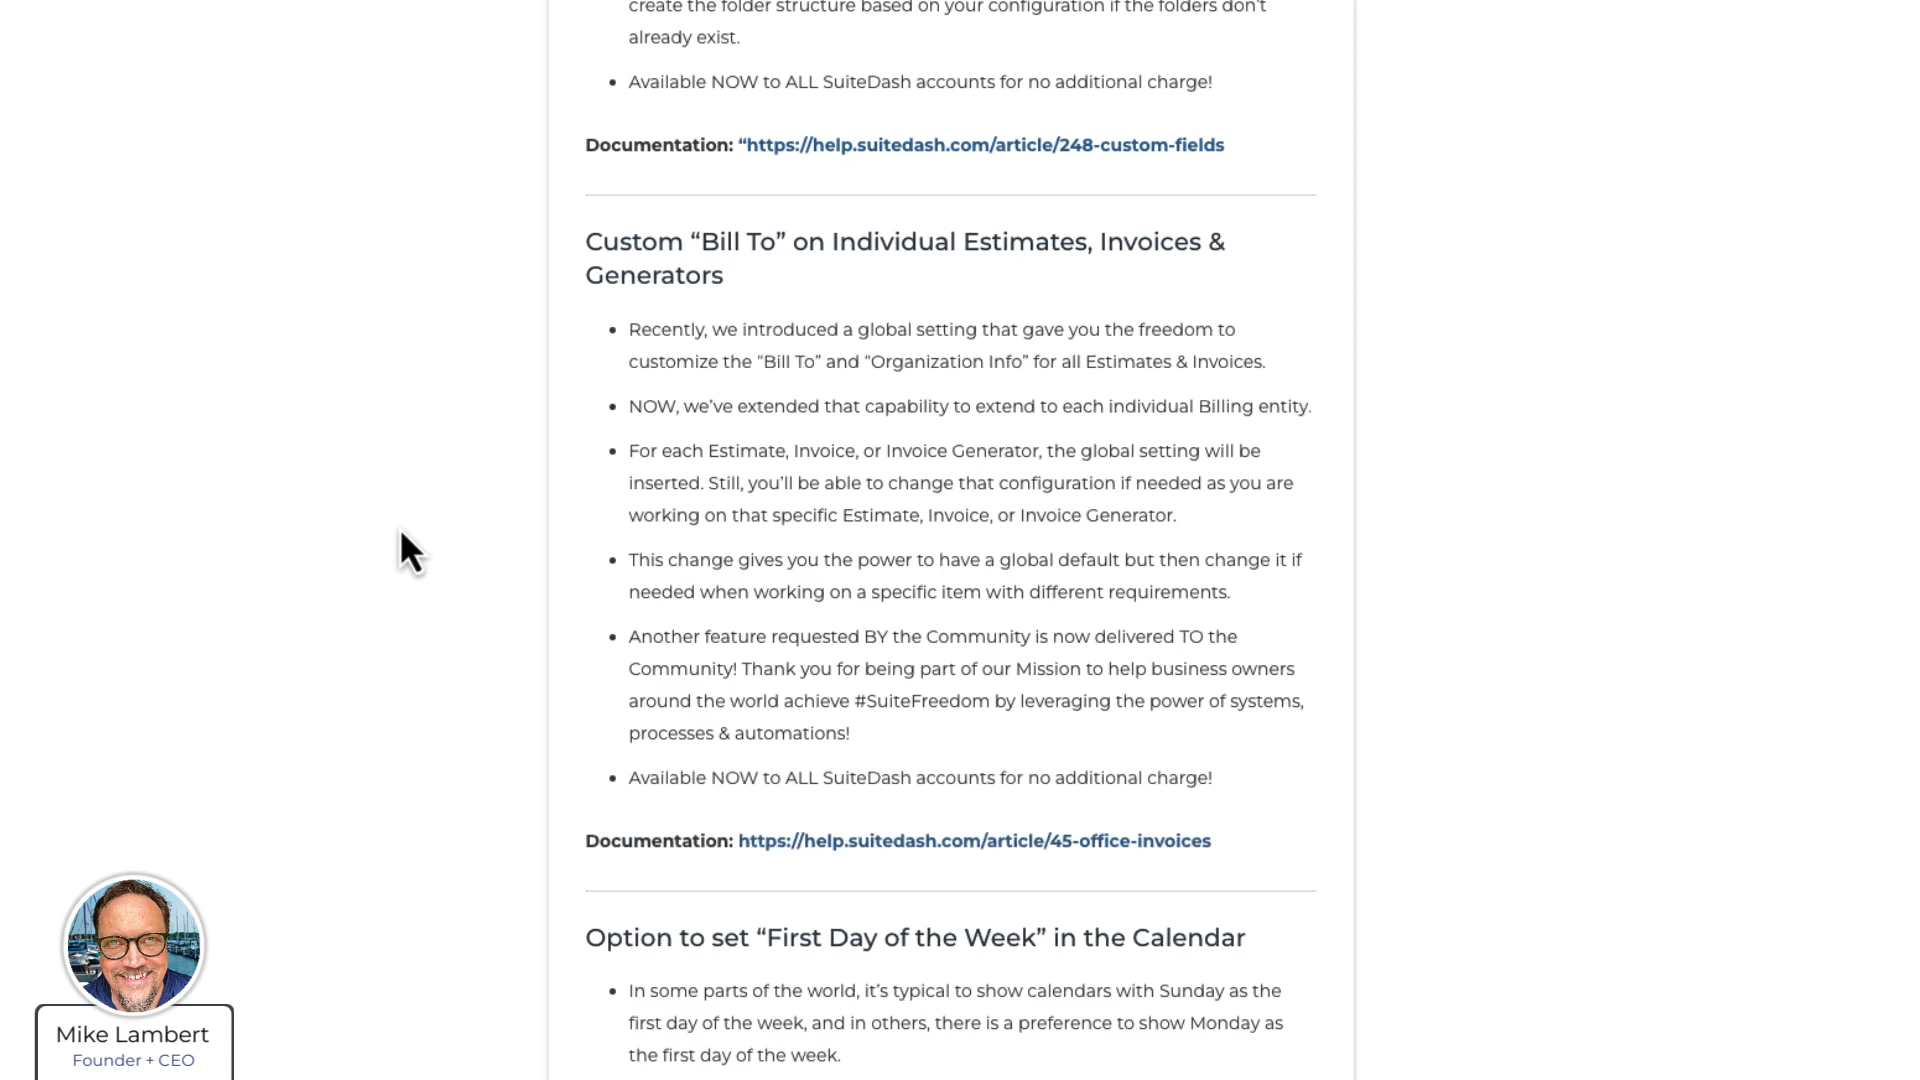 create the folder structure based on your configuration if the folders don't
already exist.
• Available NOW to ALL SuiteDash accounts for no additional charge!
Documentation: “https://help.suitedash.com/article/248-custom-fields
Custom “Bill To” on Individual Estimates, Invoices &
Generators
• Recently, we introduced a global setting that gave you the freedom to
customize the “Bill To” and “Organization Info” for all Estimates & Invoices.
• NOW, we’ve extended that capability to extend to each individual Billing entity.
• For each Estimate, Invoice, or Invoice Generator, the global setting will be
inserted. Still, you’ll be able to change that configuration if needed as you are
working on that specific Estimate, Invoice, or Invoice Generator.
• This change gives you the power to have a global default but then change it if
needed when working on a specific item with different requirements.
• Another feature requested BY the Community is now delivered TO the
Community! Thank you for being part of our Mission to help business owners
around the world achieve #SuiteFreedom by leveraging the power of systems,
processes & automations!
• Available NOW to ALL SuiteDash accounts for no additional charge!
Documentation: https://help.suitedash.com/article/45-office-invoices
Option to set “First Day of the Week” in the Calendar
• In some parts of the world, it’s typical to show calendars with Sunday as the
first day of the week, and in others, there is a preference to show Monday as
the first day of the week.
Mike Lambert
Founder + CEO